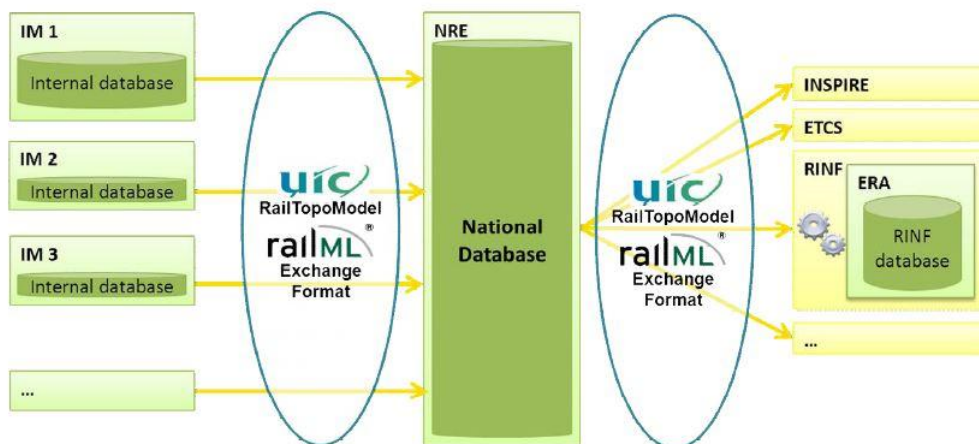 IM 1
Internal database
IM 2
Internal database
IM 3
Internal database
...
uic
RailTopoModel
railML®
Exchange
Format
NRE
National
Database
uic
RailTopoModel
railML®
Exchange
Format
INSPIRE
ETCS
RINF
ERA
RINF
database
...